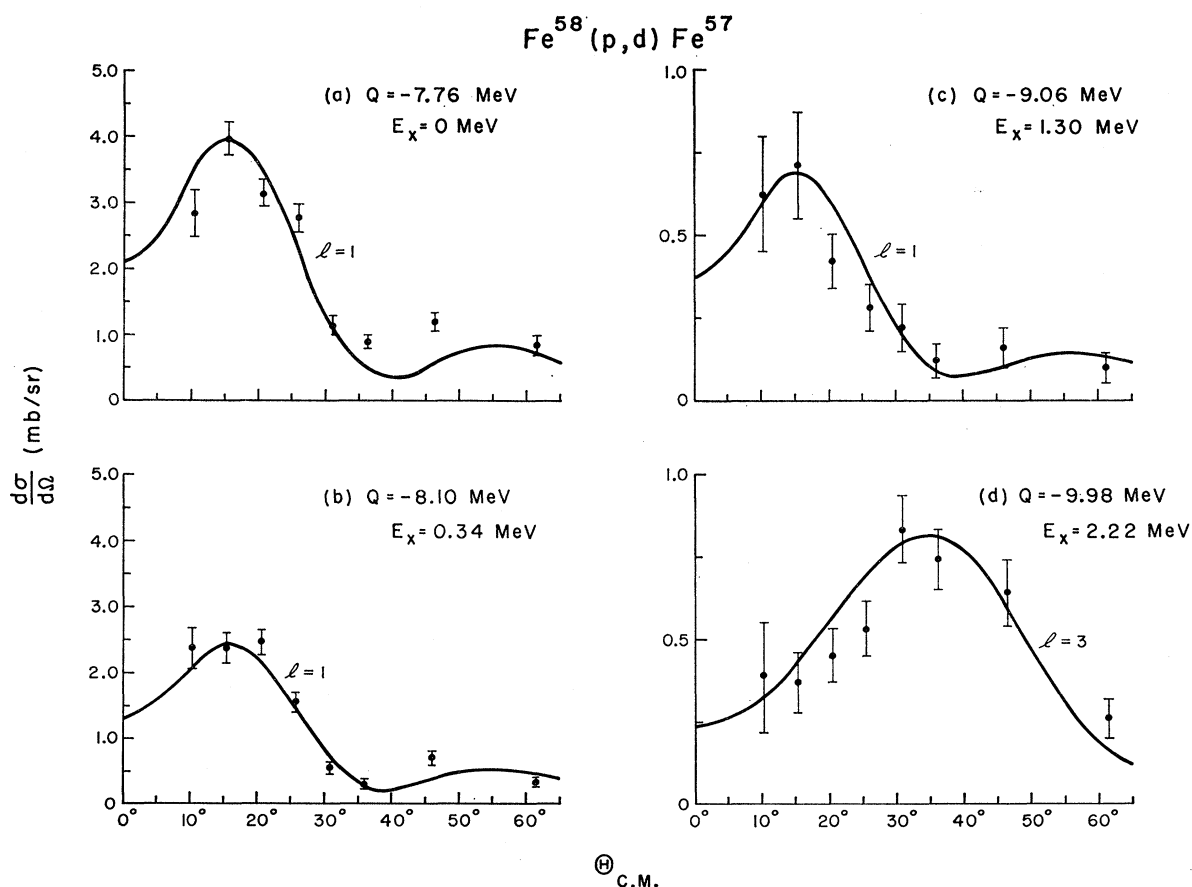 Fe⁵⁸(p,d) Fe⁵⁷
dσ/dΩ (mb/sr)
5.0
4.0
3.0
2.0
1.0
0
(a) Q = -7.76 MeV
Eₓ = 0 MeV
ℓ = 1
1.0
0.5
0
(c) Q = -9.06 MeV
Eₓ = 1.30 MeV
ℓ = 1
5.0
4.0
3.0
2.0
1.0
0
(b) Q = -8.10 MeV
Eₓ = 0.34 MeV
ℓ = 1
0° 10° 20° 30° 40° 50° 60°
1.0
0.5
0
(d) Q = -9.98 MeV
Eₓ = 2.22 MeV
ℓ = 3
0° 10° 20° 30° 40° 50° 60°
Θ C.M.